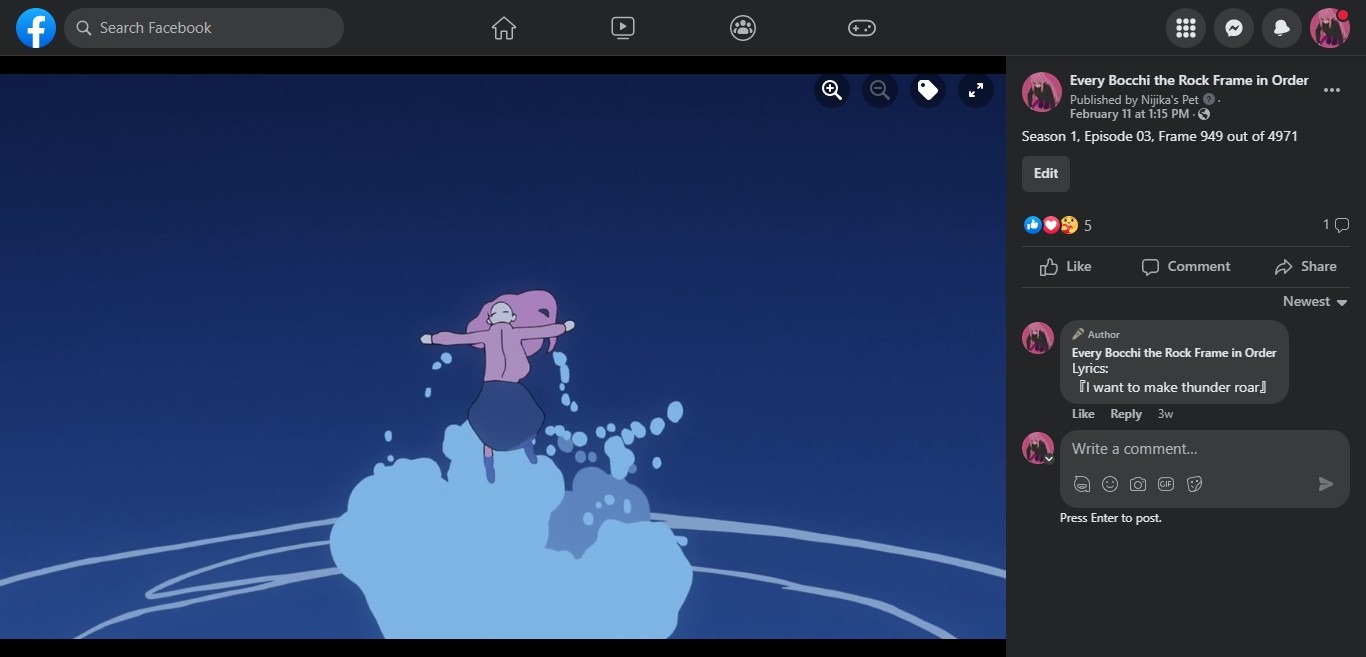 Search Facebook
Every Bocchi the Rock Frame in Order
Published by Nijika's Pet ·
February 11 at 1:15 PM ·
Season 1, Episode 03, Frame 949 out of 4971
Edit
5
1
Like
Comment
Share
Newest
Author
Every Bocchi the Rock Frame in Order
Lyrics:
『I want to make thunder roar』
Like
Reply
3w
Write a comment...
GIF
Press Enter to post.